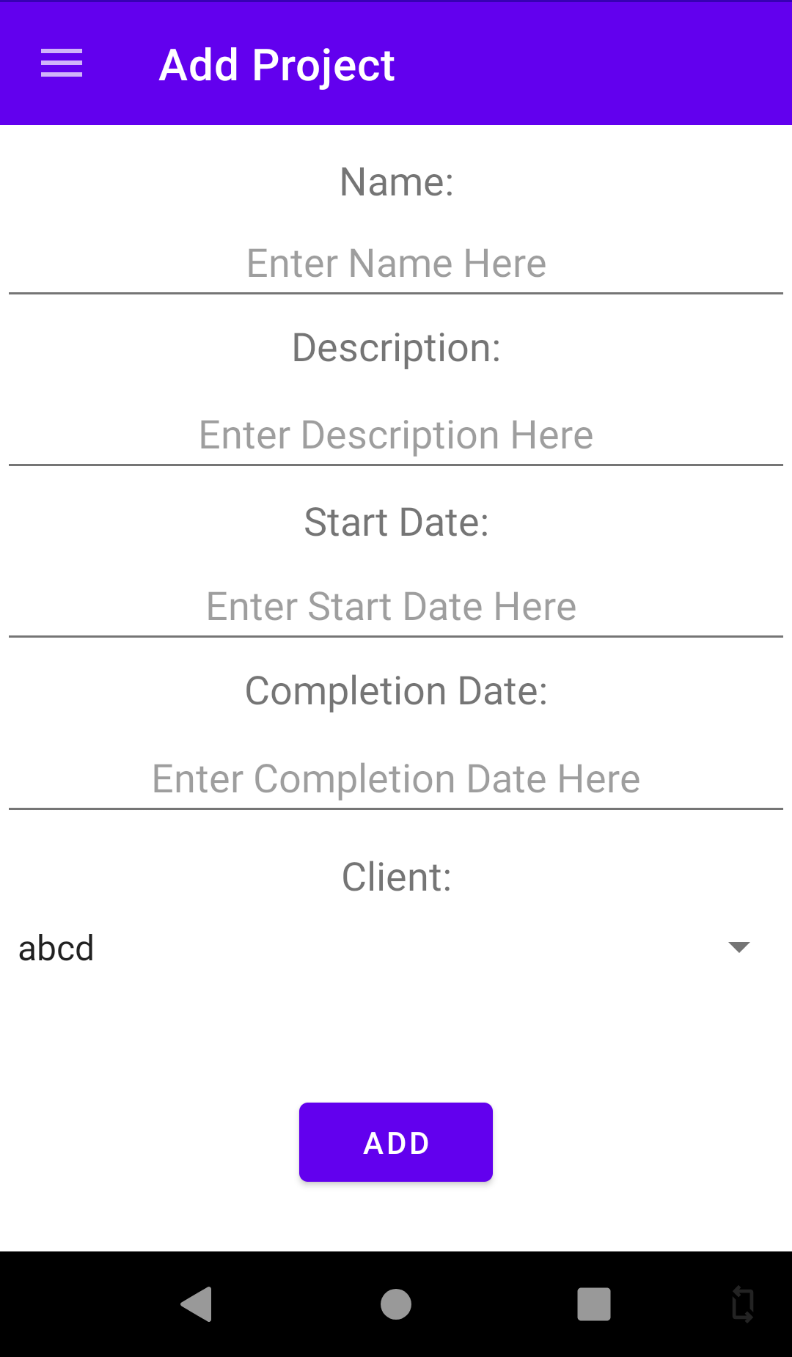 Add Project
Name:
Enter Name Here
Description:
Enter Description Here
Start Date:
Enter Start Date Here
Completion Date:
Enter Completion Date Here
Client:
abcd
ADD